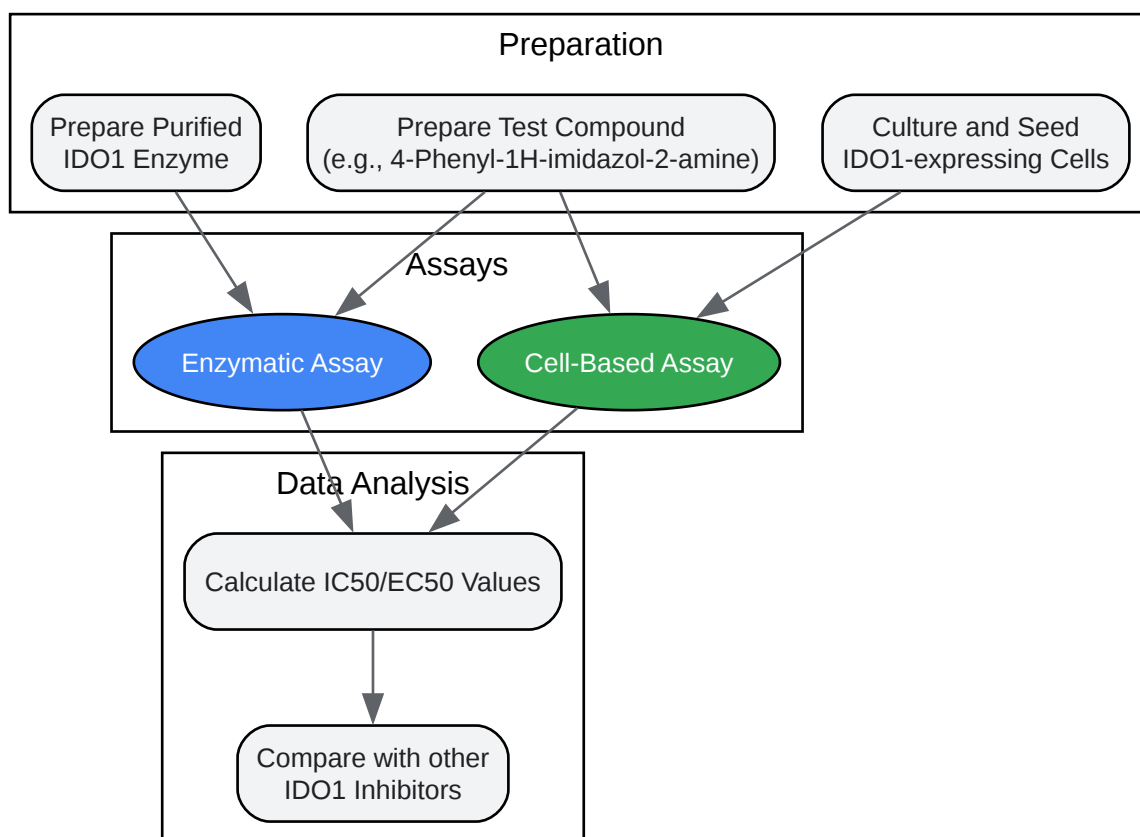 Preparation
Prepare Purified
IDO1 Enzyme
Prepare Test Compound
(e.g., 4-Phenyl-1H-imidazol-2-amine)
Culture and Seed
IDO1-expressing Cells
Assays
Enzymatic Assay
Cell-Based Assay
Data Analysis
Calculate IC50/EC50 Values
Compare with other
IDO1 Inhibitors